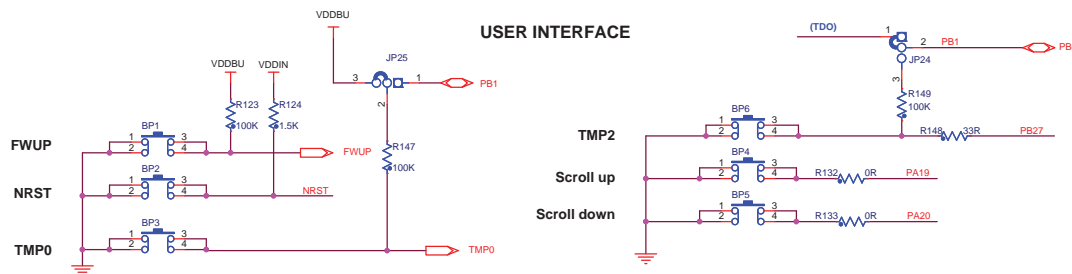 USER INTERFACE
VDDBU
JP25
3 1 PB1
2
VDDBU VDDIN
R123 R124
100K 1.5K
R147
100K
FWUP
BP1
1 3
2 4
FWUP
NRST
BP2
1 3
2 4
NRST
TMP0
BP3
1 3
2 4
TMP0
(TDO) 1
2 PB1 PB
JP24
3
R149
100K
TMP2
BP6
1 3
2 4
R148 33R PB27
Scroll up
BP4
1 3
2 4
R132 0R PA19
Scroll down
BP5
1 3
2 4
R133 0R PA20